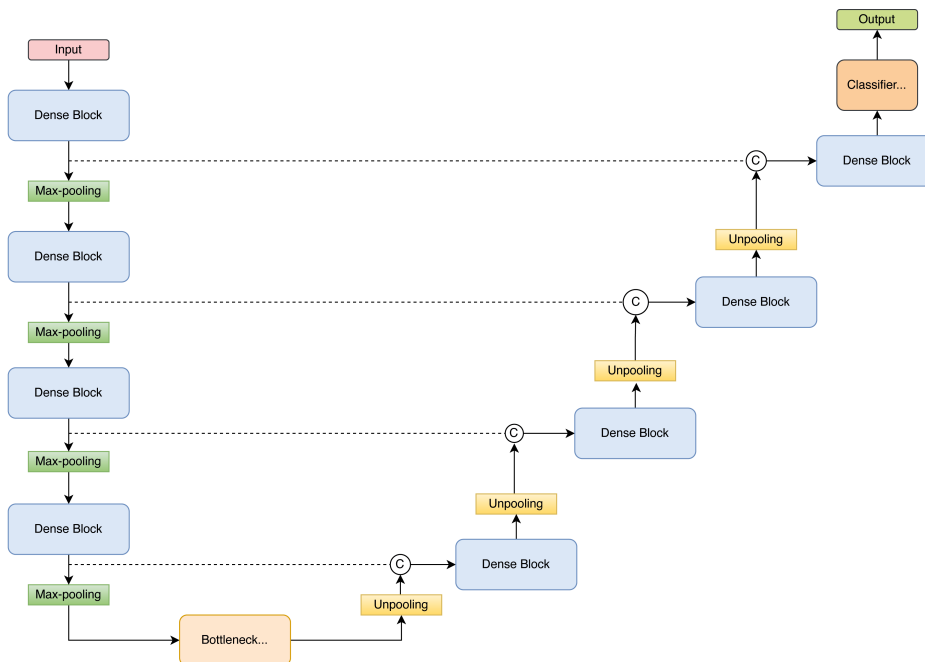 Output
Input
Classifier...
Dense Block
Dense Block
C
Max-pooling
Unpooling
Dense Block
Dense Block
C
Max-pooling
Unpooling
Dense Block
Dense Block
C
Max-pooling
Unpooling
Dense Block
Dense Block
C
Max-pooling
Unpooling
Bottleneck...